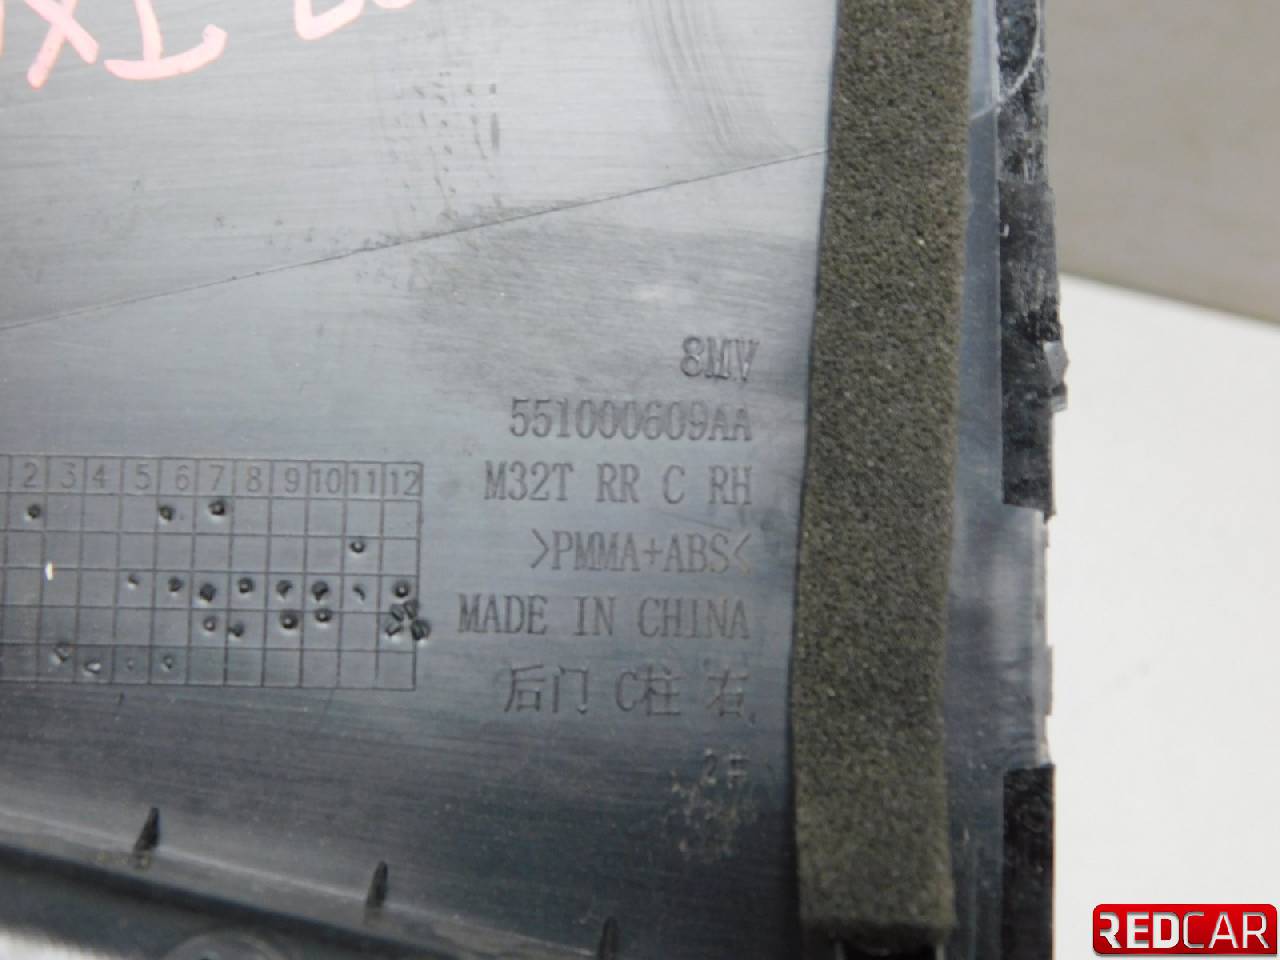 8MV
551000609AA
2 3 4 5 6 7 8 9 10 11 12
M32T RR C RH
>PMMA+ABS<
MADE IN CHINA
后门 C柱 右
REDCAR